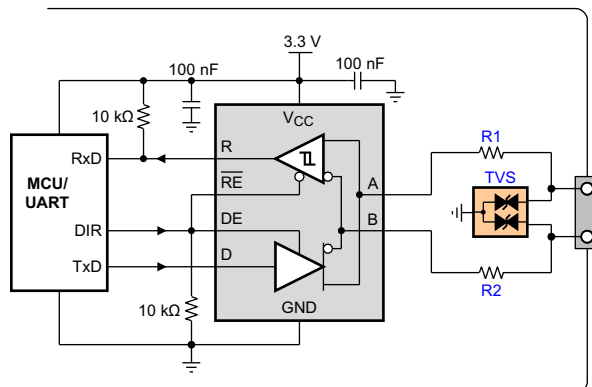 3.3 V
100 nF
100 nF
10 kΩ
VCC
R1
RxD
R
TVS
MCU/
UART
RE
A
B
DIR
DE
TxD
D
10 kΩ
GND
R2